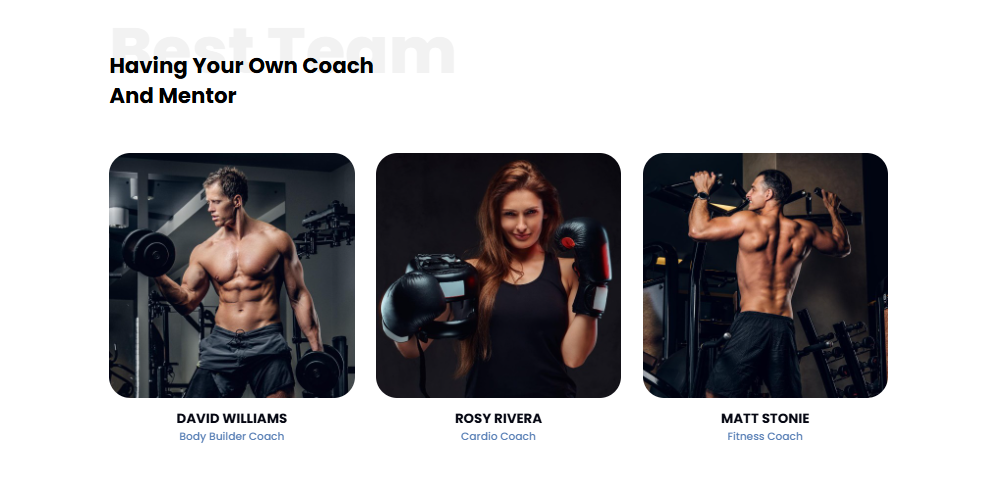 Best Team
Having Your Own Coach
And Mentor
DAVID WILLIAMS
Body Builder Coach
ROSY RIVERA
Cardio Coach
MATT STONIE
Fitness Coach